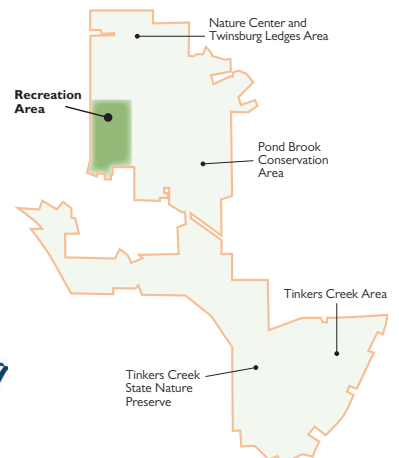 Nature Center and
Twinsburg Ledges Area
Recreation
Area
Pond Brook
Conservation
Area
Tinkers Creek Area
Tinkers Creek
State Nature
Preserve